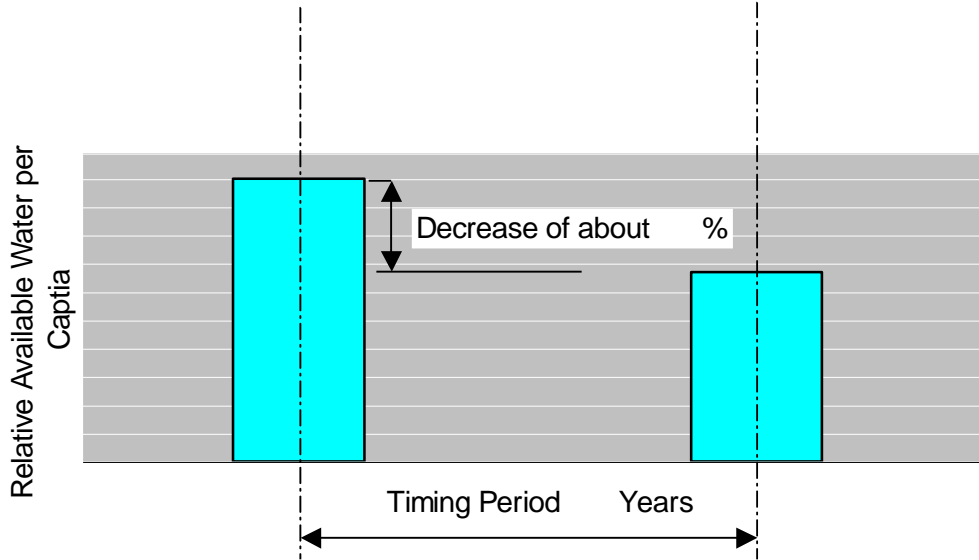 Relative Available Water per
Captia
Decrease of about %
Timing Period Years